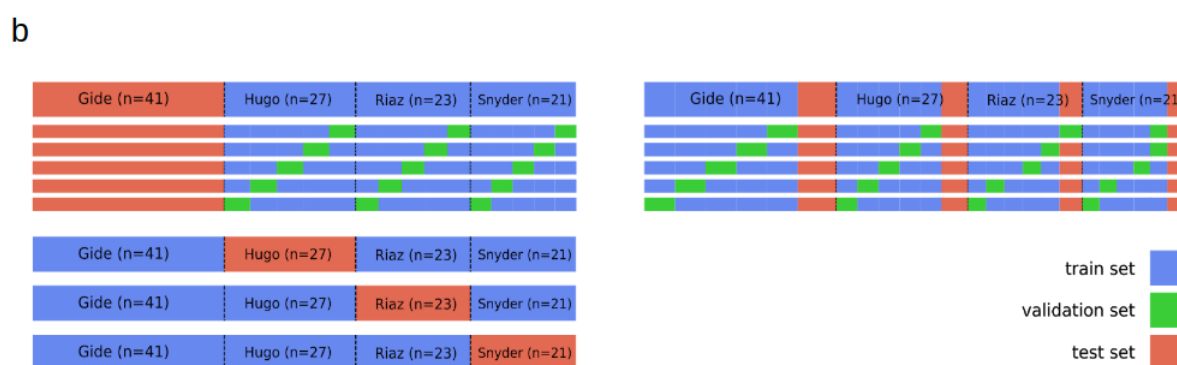 b
Gide (n=41) Hugo (n=27) Riaz (n=23) Snyder (n=21)
Gide (n=41) Hugo (n=27) Riaz (n=23) Snyder (n=21
Gide (n=41) Hugo (n=27) Riaz (n=23) Snyder (n=21)
Gide (n=41) Hugo (n=27) Riaz (n=23) Snyder (n=21)
Gide (n=41) Hugo (n=27) Riaz (n=23) Snyder (n=21)
train set
validation set
test set